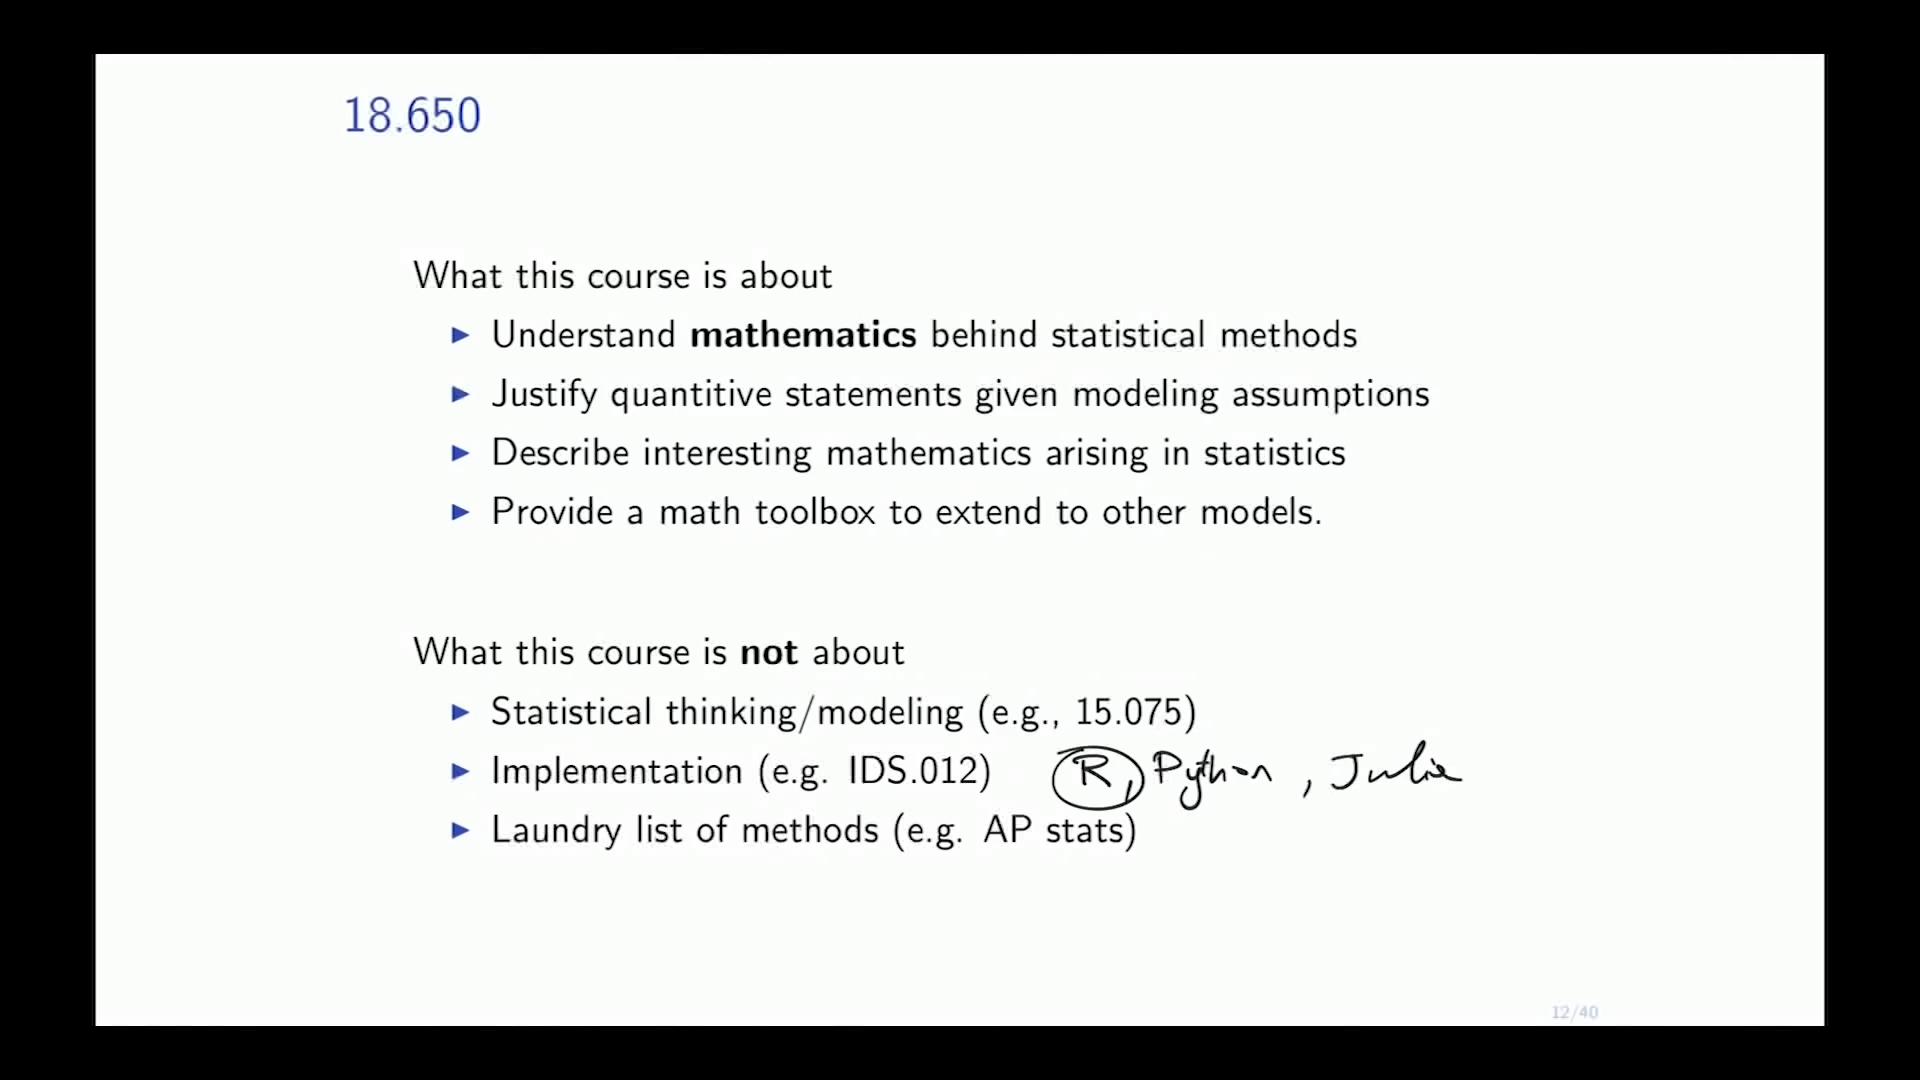 18.650
What this course is about
▶ Understand mathematics behind statistical methods
▶ Justify quantitive statements given modeling assumptions
▶ Describe interesting mathematics arising in statistics
▶ Provide a math toolbox to extend to other models.
What this course is not about
▶ Statistical thinking/modeling (e.g., 15.075)
▶ Implementation (e.g. IDS.012) R, Python, Julia
▶ Laundry list of methods (e.g. AP stats)
12/40